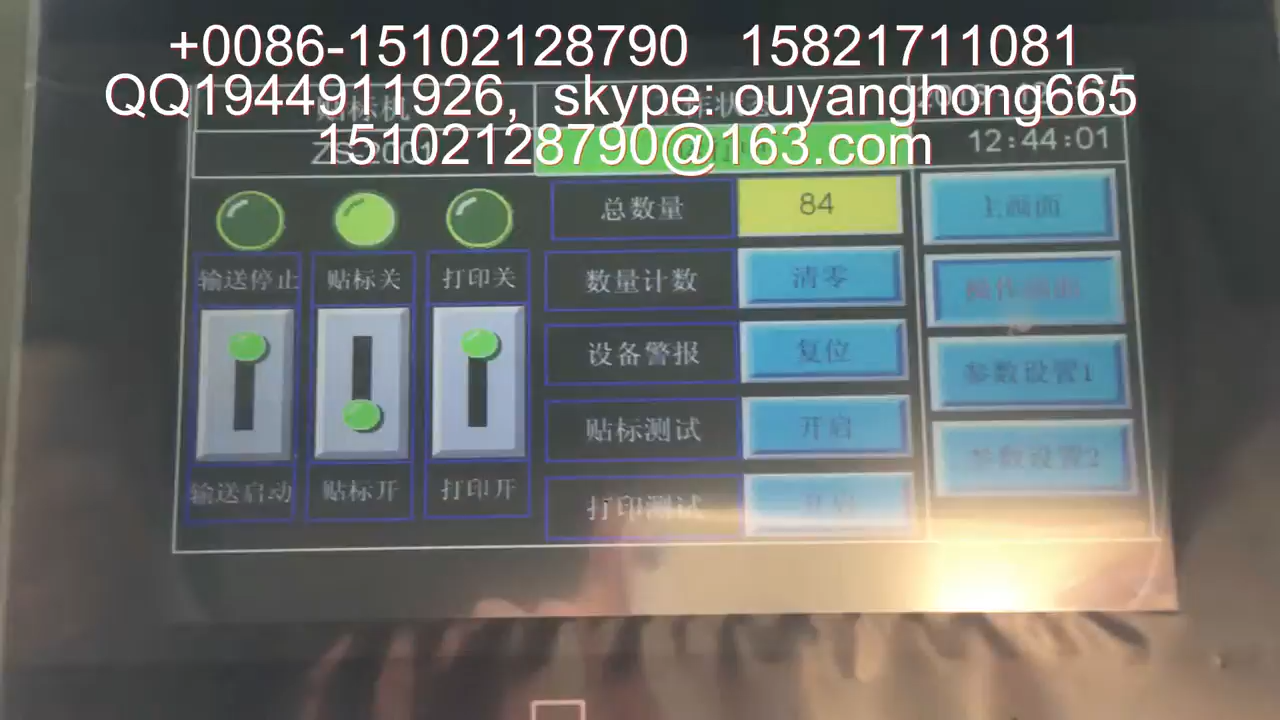 +0086-15102128790 15821711081
QQ1944911926, skype: ouyanghong665
15102128790@163.com
贴标机
12:44:01
总数量 84 上画面
输送停止 贴标关 打印关
数量计数 清零
设备警报 复位
参数设置1
贴标测试 开启
参数设置2
输送启动 贴标开 打印开
打印测试